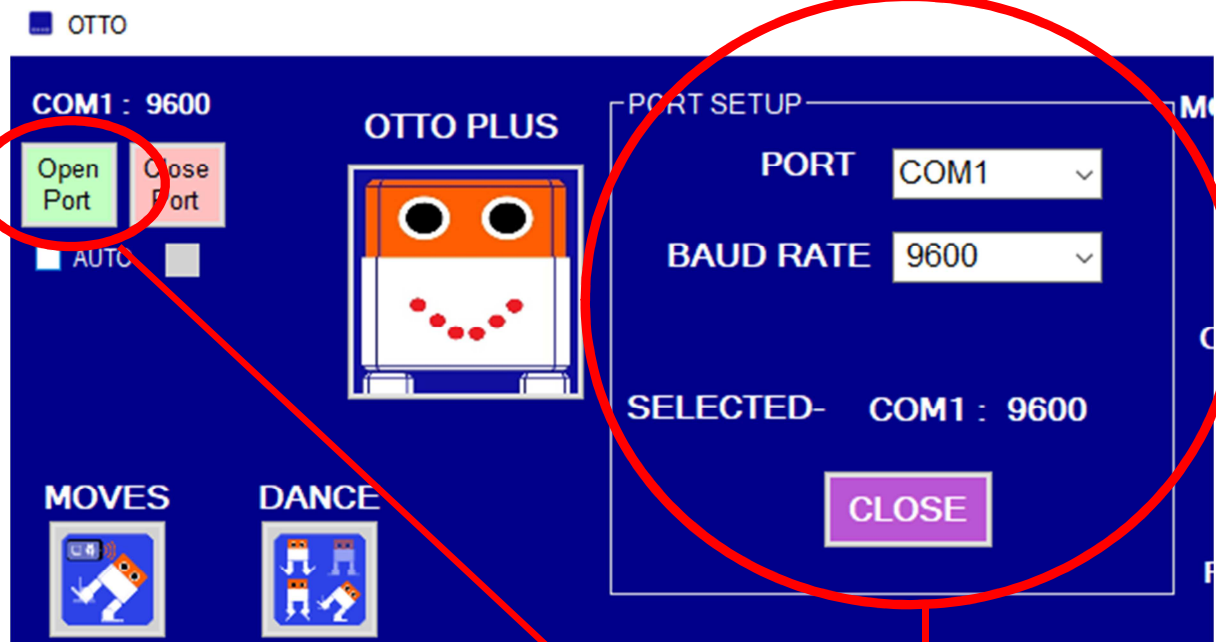 OTTO
COM1 : 9600
Open
Port
Close
Port
AUTO
OTTO PLUS
PORT SETUP
PORT
COM1
BAUD RATE
9600
SELECTED- COM1 : 9600
CLOSE
MOVES
DANCE